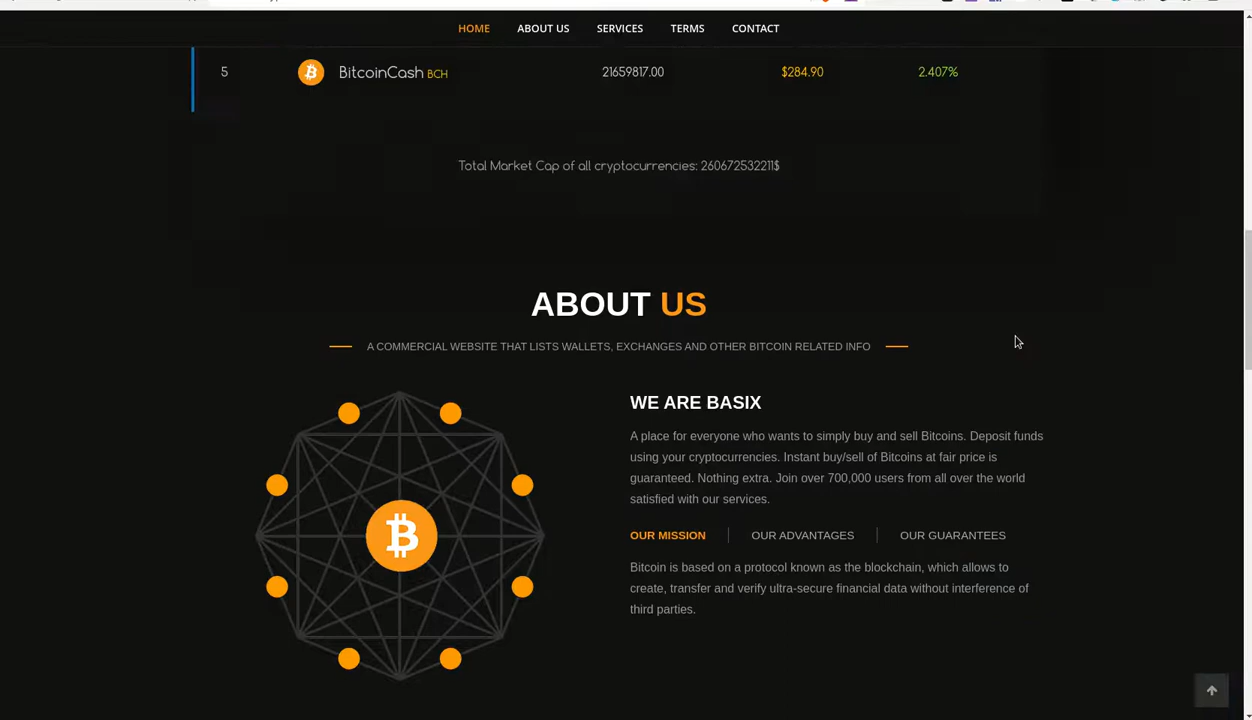 HOME ABOUT US SERVICES TERMS CONTACT
5 BitcoinCash BCH 21659817.00 $284.90 2.407%
Total Market Cap of all cryptocurrencies: 260672532211$
ABOUT US
A COMMERCIAL WEBSITE THAT LISTS WALLETS, EXCHANGES AND OTHER BITCOIN RELATED INFO
WE ARE BASIX
A place for everyone who wants to simply buy and sell Bitcoins. Deposit funds
using your cryptocurrencies. Instant buy/sell of Bitcoins at fair price is
guaranteed. Nothing extra. Join over 700,000 users from all over the world
satisfied with our services.
OUR MISSION OUR ADVANTAGES OUR GUARANTEES
Bitcoin is based on a protocol known as the blockchain, which allows to
create, transfer and verify ultra-secure financial data without interference of
third parties.